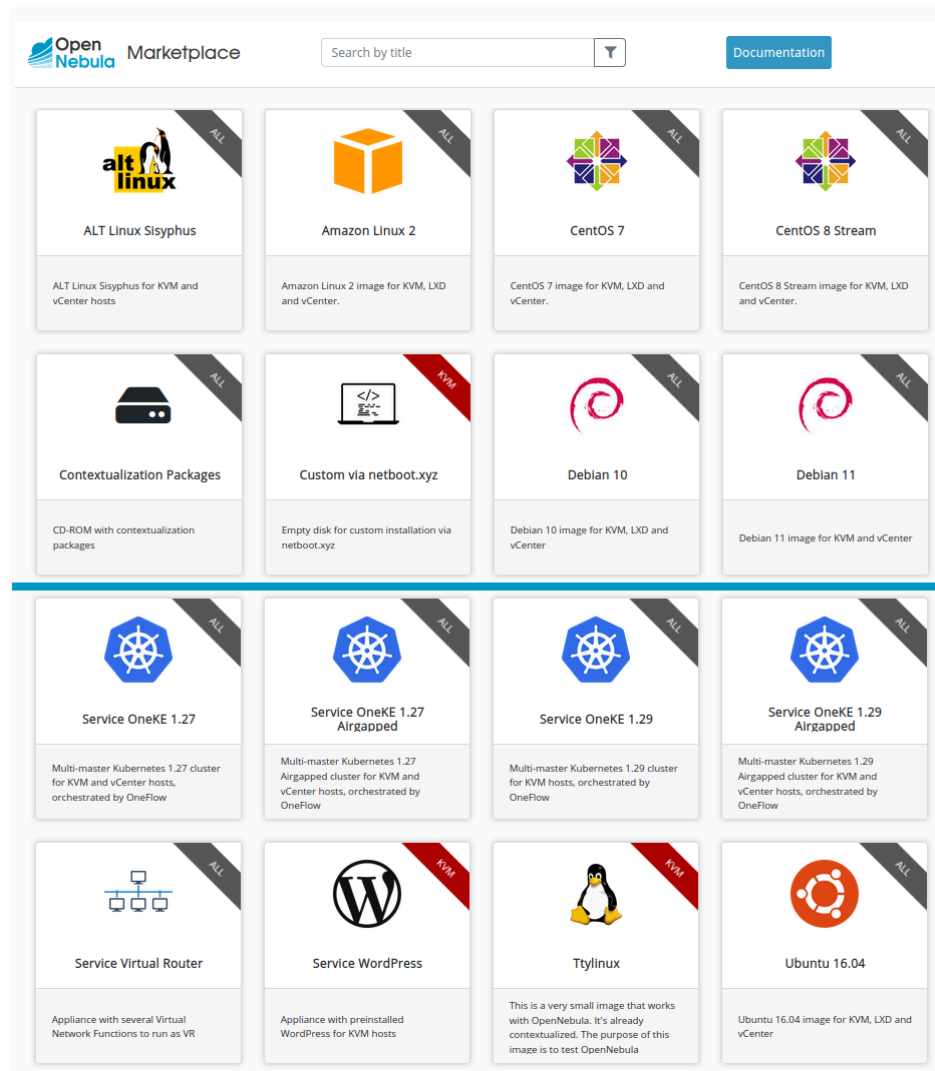 Open
Nebula
Marketplace
Search by title
Documentation
ALL
ALL
ALL
ALL
alt
linux
ALT Linux Sisyphus
Amazon Linux 2
CentOS 7
CentOS 8 Stream
ALT Linux Sisyphus for KVM and
vCenter hosts
Amazon Linux 2 image for KVM, LXD
and vCenter.
CentOS 7 image for KVM, LXD and
vCenter.
CentOS 8 Stream image for KVM, LXD
and vCenter.
ALL
KVM
ALL
ALL
</>
Contextualization Packages
Custom via netboot.xyz
Debian 10
Debian 11
CD-ROM with contextualization
packages
Empty disk for custom installation via
netboot.xyz
Debian 10 image for KVM, LXD and
vCenter
Debian 11 image for KVM and vCenter
ALL
ALL
ALL
ALL
Service OneKE 1.27
Service OneKE 1.27
Airgapped
Service OneKE 1.29
Service OneKE 1.29
Airgapped
Multi-master Kubernetes 1.27 cluster
for KVM and vCenter hosts,
orchestrated by OneFlow
Multi-master Kubernetes 1.27
Airgapped cluster for KVM and
vCenter hosts, orchestrated by
OneFlow
Multi-master Kubernetes 1.29 cluster
for KVM hosts, orchestrated by
OneFlow
Multi-master Kubernetes 1.29
Airgapped cluster for KVM and
vCenter hosts, orchestrated by
OneFlow
ALL
KVM
KVM
ALL
W
Service Virtual Router
Service WordPress
Ttylinux
Ubuntu 16.04
Appliance with several Virtual
Network Functions to run as VR
Appliance with preinstalled
WordPress for KVM hosts
This is a very small image that works
with OpenNebula. It's already
contextualized. The purpose of this
image is to test OpenNebula
Ubuntu 16.04 image for KVM, LXD and
vCenter